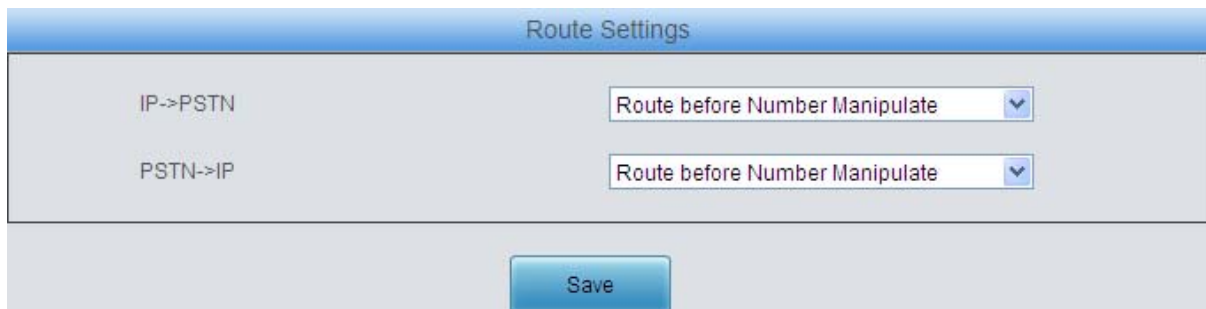 Route Settings
IP->PSTN Route before Number Manipulate
PSTN->IP Route before Number Manipulate
Save